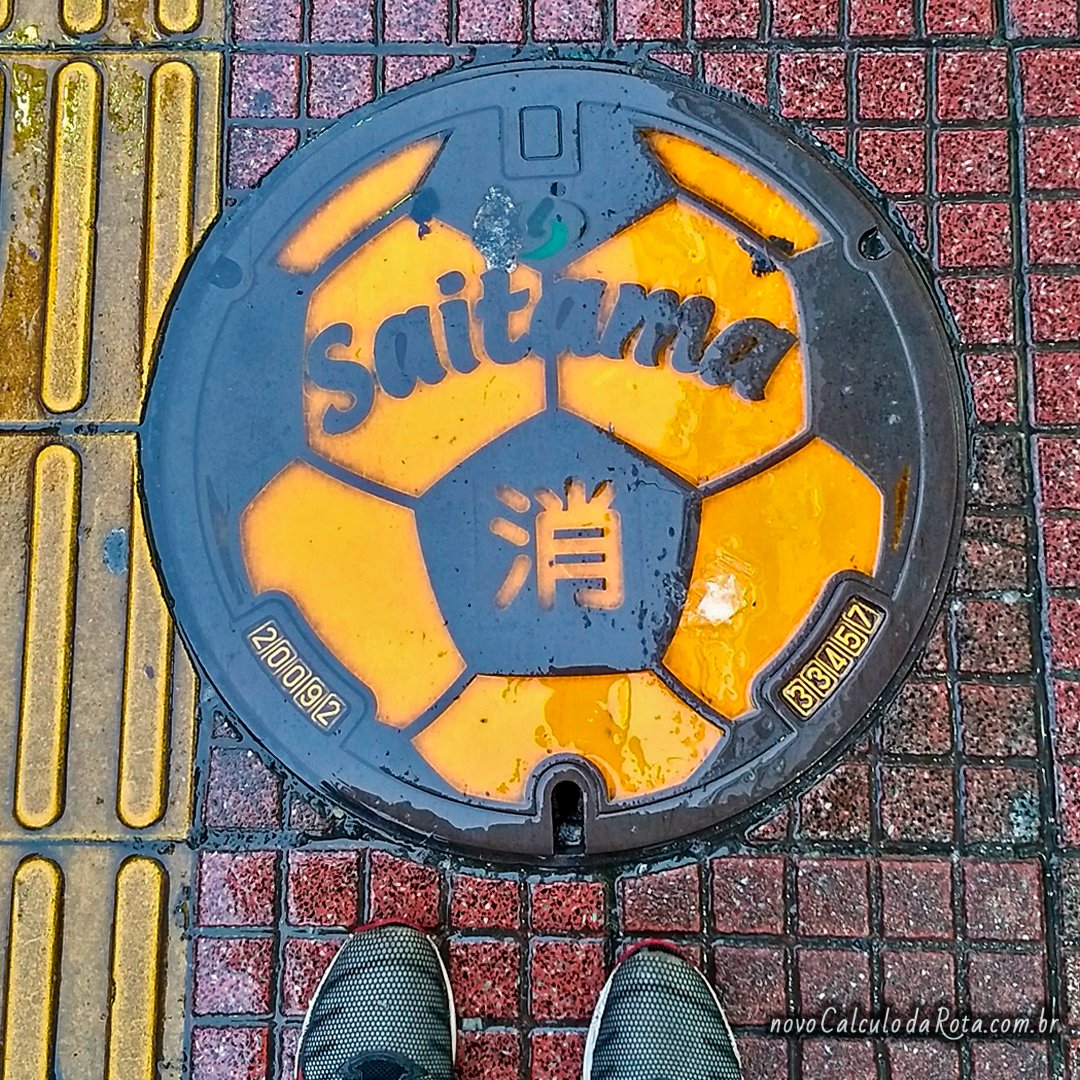 Saitama
消
20092
33457
novoCalculodaRota.com.br